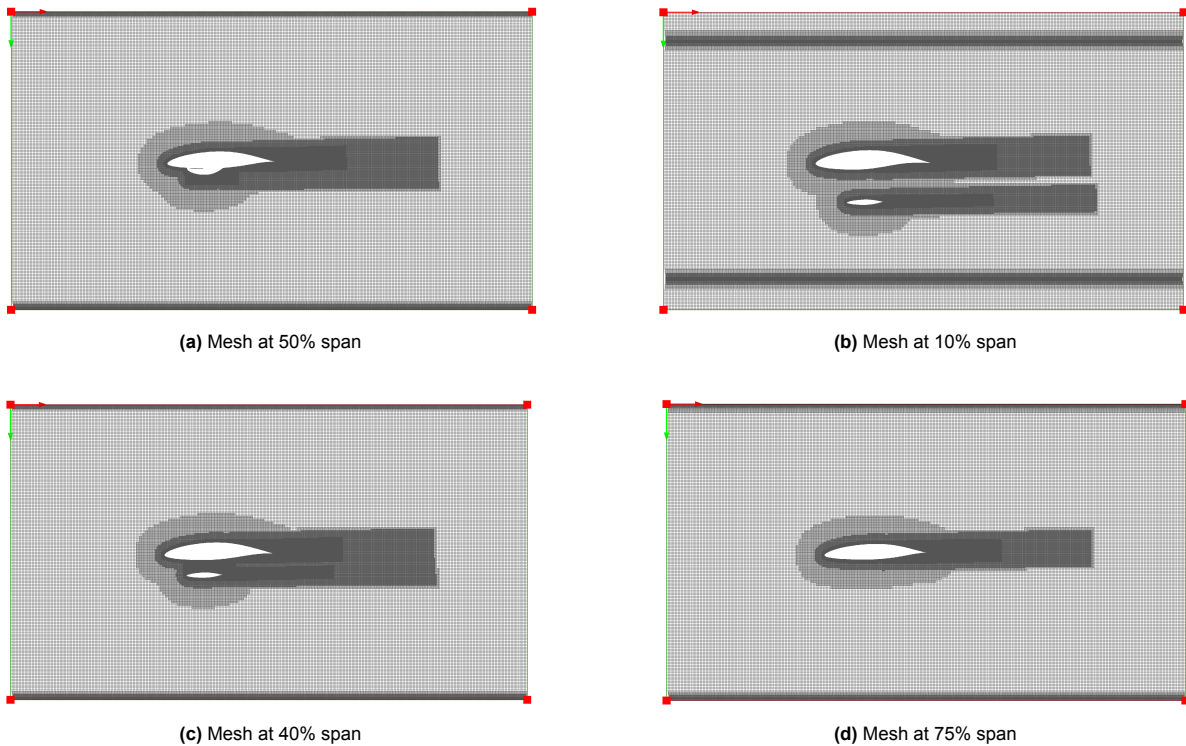 (a) Mesh at 50% span
(b) Mesh at 10% span
(c) Mesh at 40% span
(d) Mesh at 75% span